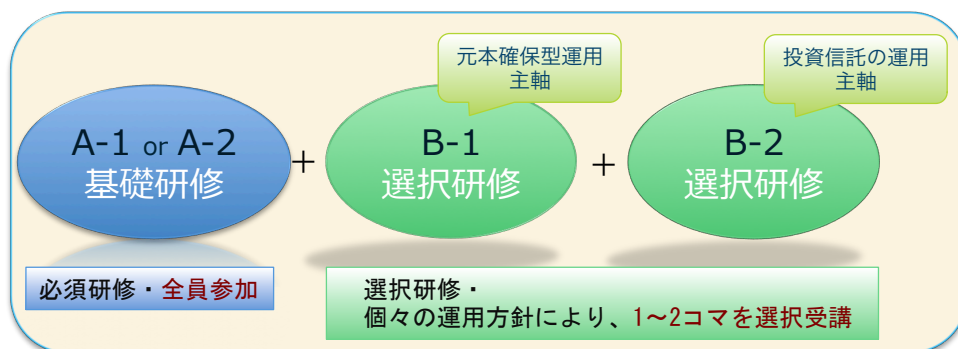 元本確保型運用
主軸
投資信託の運用
主軸
A-1 or A-2
基礎研修
+
B-1
選択研修
+
B-2
選択研修
必須研修・全員参加
選択研修・
個々の運用方針により、1～2コマを選択受講